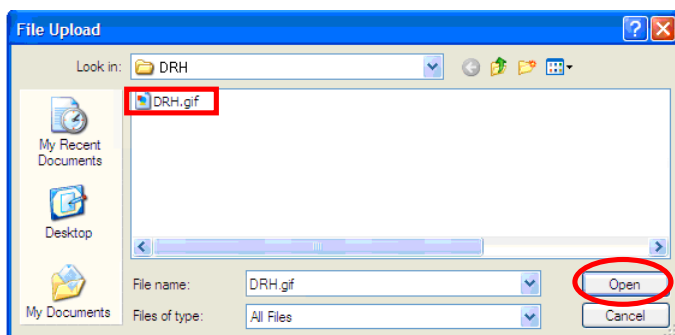 File Upload
Look in: DRH
DRH.gif
My Recent
Documents
Desktop
My Documents
File name: DRH.gif Open
Files of type: All Files Cancel